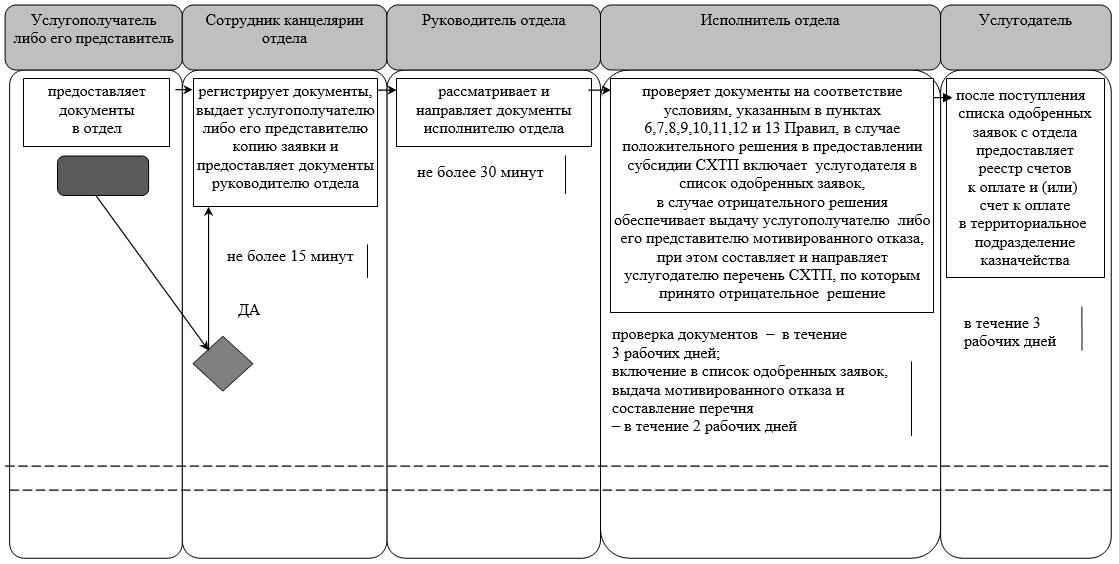 Услугополучатель
либо его представитель
Сотрудник канцелярии
отдела
Руководитель отдела
Исполнитель отдела
Услугодатель
предоставляет
документы
в отдел
регистрирует документы,
выдает услугополучателю
либо его представителю
копию заявки и
предоставляет документы
руководителю отдела
не более 15 минут
ДА
рассматривает и
направляет документы
исполнителю отдела
не более 30 минут
проверяет документы на соответствие
условиям, указанным в пунктах
6,7,8,9,10,11,12 и 13 Правил, в случае
положительного решения в предоставлении
субсидии СХТП включает услугодателя в
список одобренных заявок,
в случае отрицательного решения
обеспечивает выдачу услугополучателю либо
его представителю мотивированного отказа,
при этом составляет и направляет
услугодателю перечень СХТП, по которым
принято отрицательное решение
проверка документов – в течение
3 рабочих дней;
включение в список одобренных заявок,
выдача мотивированного отказа и
составление перечня
– в течение 2 рабочих дней
после поступления
списка одобренных
заявок с отдела
предоставляет
реестр счетов
к оплате и (или)
счет к оплате
в территориальное
подразделение
казначейства
в течение 3
рабочих дней